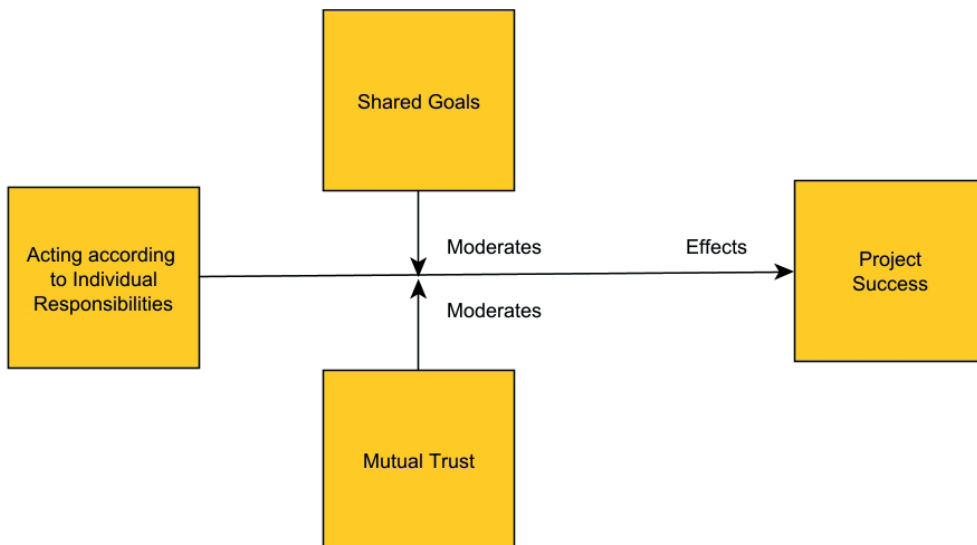 Shared Goals
Acting according
to Individual
Responsibilities
Moderates
Effects
Project
Success
Moderates
Mutual Trust